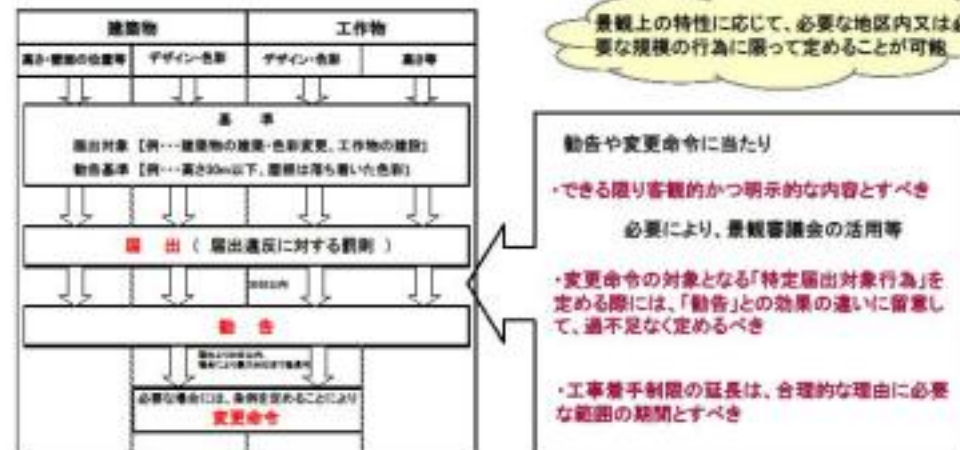 建築物
工作物
高さ・壁面の位置等
デザイン・色彩
デザイン・色彩
高さ等
基 準
届出対象 【例・・・建築物の建築・色彩変更、工作物の建設】
勧告基準 【例・・・高さ30m以下、屋根は落ち着いた色彩】
届 出 ( 届出違反に対する罰則 )
30日以内
勧 告
必要な場合には、条例を定めることにより
変更命令
景観上の特性に応じて、必要な地区内又は必
要な規模の行為に限って定めることが可能
勧告や変更命令に当たり
・できる限り客観的かつ明示的な内容とすべき
必要により、景観審議会の活用等
・変更命令の対象となる「特定届出対象行為」を
定める際には、「勧告」との効果の違いに留意し
て、過不足なく定めるべき
・工事着手制限の延長は、合理的な理由に必要
な範囲の期間とすべき